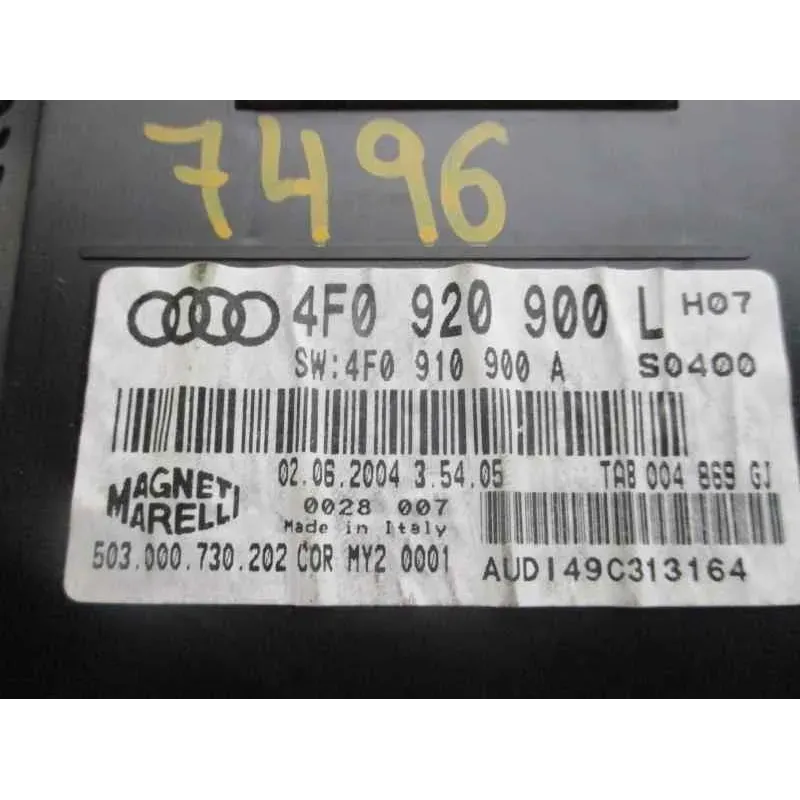 7496
4F0 920 900 L H07
SW:4F0 910 900 A S0400
02.06.2004 3.54.05 TAB 004 869 GJ
MAGNETI
MARELLI
0028 007
Made in Italy
503.000.730.202 COR MY2 0001
AUDI49C313164